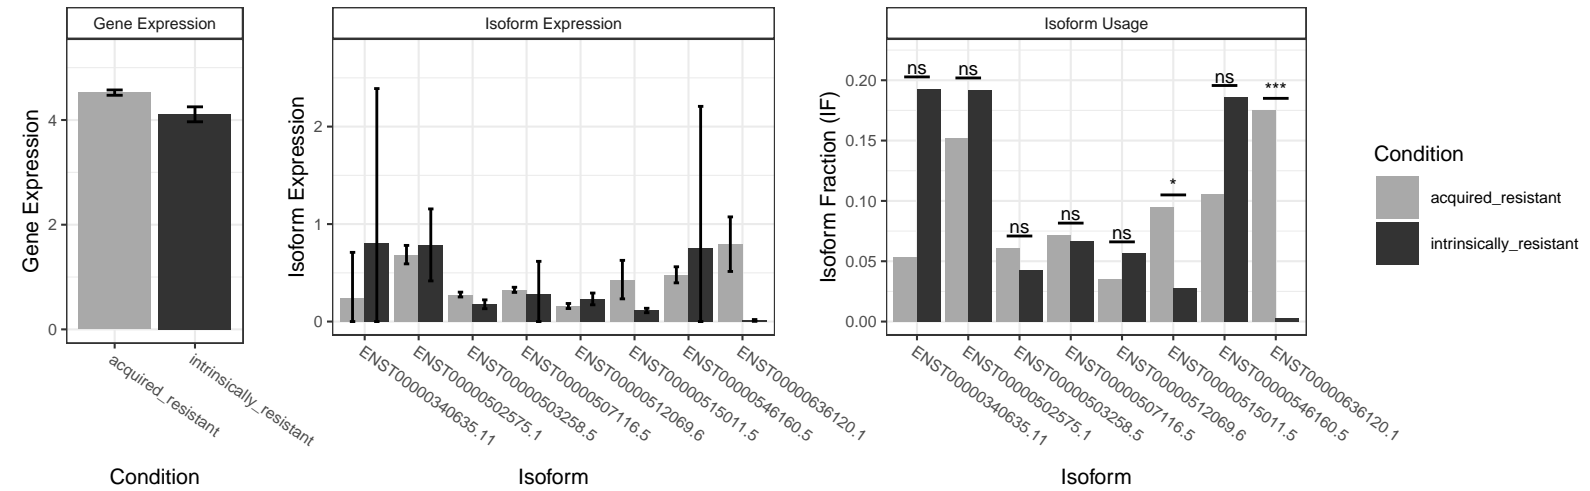 Gene Expression
Gene Expression
4
2
0
acquired_resistant
intrinsically_resistant
Condition
Isoform Expression
Isoform Expression
2
1
0
ENST00000340635.11
ENST00000502575.1
ENST00000503258.5
ENST00000507116.5
ENST00000512069.6
ENST00000515011.5
ENST00000546160.5
ENST00000636120.1
Isoform
Isoform Usage
Isoform Fraction (IF)
0.20
0.15
0.10
0.05
0.00
ns
ns
ns
ns
ns
*
ns
***
ENST00000340635.11
ENST00000502575.1
ENST00000503258.5
ENST00000507116.5
ENST00000512069.6
ENST00000515011.5
ENST00000546160.5
ENST00000636120.1
Isoform
Condition
acquired_resistant
intrinsically_resistant